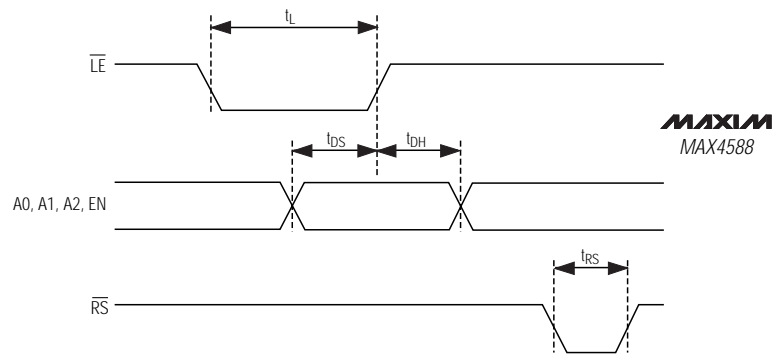 tL
LE
MAXIM
MAX4588
tDS
tDH
A0, A1, A2, EN
tRS
RS